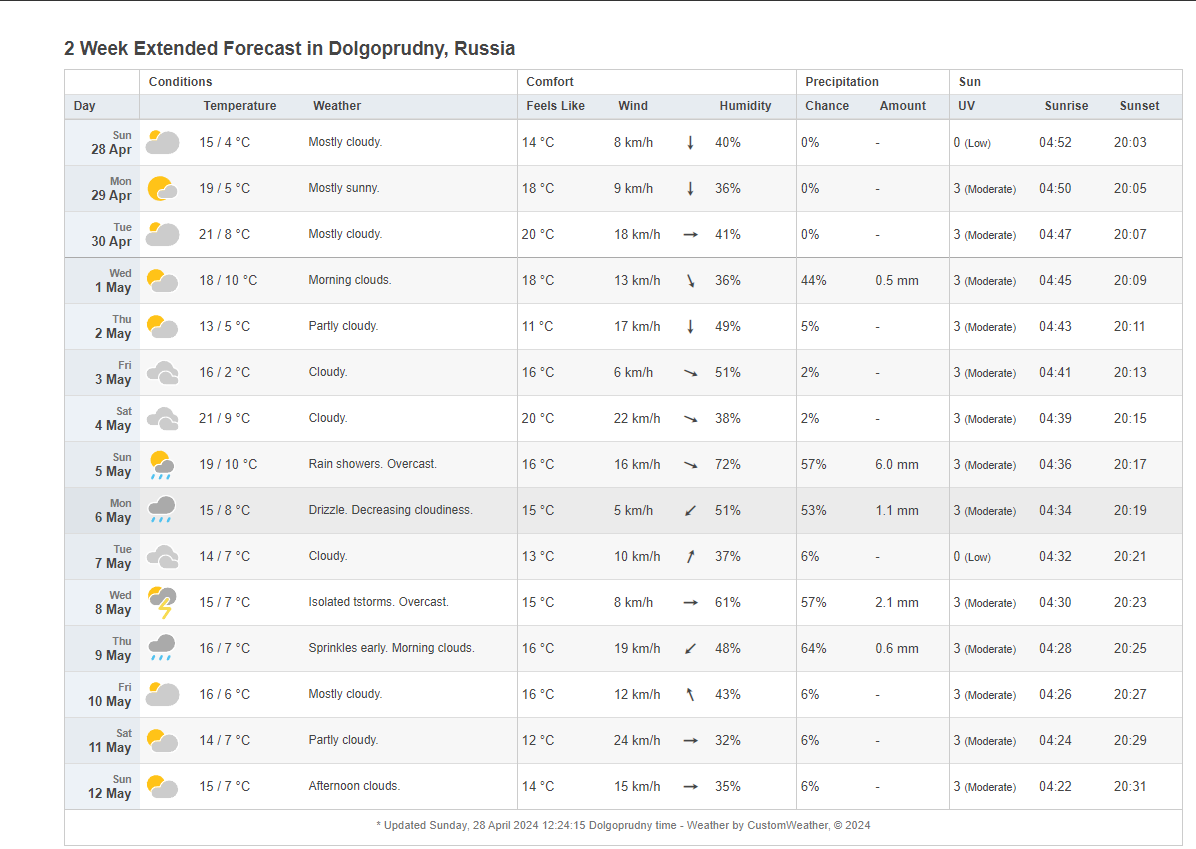 2 Week Extended Forecast in Dolgoprudny, Russia
Conditions Comfort Precipitation Sun
Day Temperature Weather Feels Like Wind Humidity Chance Amount UV Sunrise Sunset
Sun 28 Apr 15 / 4 °C Mostly cloudy. 14 °C 8 km/h ↓ 40% 0% - 0 (Low) 04:52 20:03
Mon 29 Apr 19 / 5 °C Mostly sunny. 18 °C 9 km/h ↓ 36% 0% - 3 (Moderate) 04:50 20:05
Tue 30 Apr 21 / 8 °C Mostly cloudy. 20 °C 18 km/h → 41% 0% - 3 (Moderate) 04:47 20:07
Wed 1 May 18 / 10 °C Morning clouds. 18 °C 13 km/h ↘ 36% 44% 0.5 mm 3 (Moderate) 04:45 20:09
Thu 2 May 13 / 5 °C Partly cloudy. 11 °C 17 km/h ↓ 49% 5% - 3 (Moderate) 04:43 20:11
Fri 3 May 16 / 2 °C Cloudy. 16 °C 6 km/h ↘ 51% 2% - 3 (Moderate) 04:41 20:13
Sat 4 May 21 / 9 °C Cloudy. 20 °C 22 km/h ↘ 38% 2% - 3 (Moderate) 04:39 20:15
Sun 5 May 19 / 10 °C Rain showers. Overcast. 16 °C 16 km/h ↘ 72% 57% 6.0 mm 3 (Moderate) 04:36 20:17
Mon 6 May 15 / 8 °C Drizzle. Decreasing cloudiness. 15 °C 5 km/h ↙ 51% 53% 1.1 mm 3 (Moderate) 04:34 20:19
Tue 7 May 14 / 7 °C Cloudy. 13 °C 10 km/h ↗ 37% 6% - 0 (Low) 04:32 20:21
Wed 8 May 15 / 7 °C Isolated tstorms. Overcast. 15 °C 8 km/h → 61% 57% 2.1 mm 3 (Moderate) 04:30 20:23
Thu 9 May 16 / 7 °C Sprinkles early. Morning clouds. 16 °C 19 km/h ↙ 48% 64% 0.6 mm 3 (Moderate) 04:28 20:25
Fri 10 May 16 / 6 °C Mostly cloudy. 16 °C 12 km/h ↖ 43% 6% - 3 (Moderate) 04:26 20:27
Sat 11 May 14 / 7 °C Partly cloudy. 12 °C 24 km/h → 32% 6% - 3 (Moderate) 04:24 20:29
Sun 12 May 15 / 7 °C Afternoon clouds. 14 °C 15 km/h → 35% 6% - 3 (Moderate) 04:22 20:31
* Updated Sunday, 28 April 2024 12:24:15 Dolgoprudny time - Weather by CustomWeather, © 2024